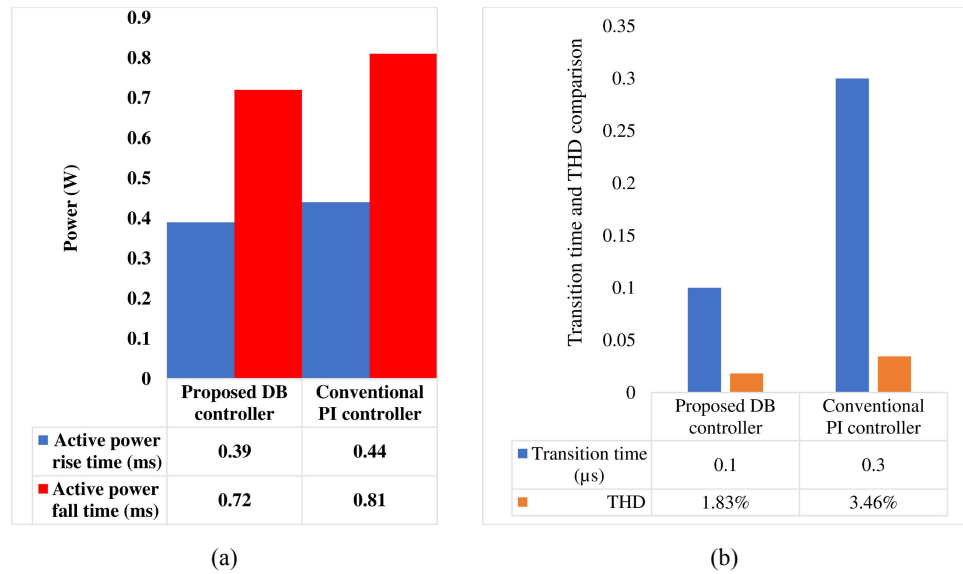 0.9
0.8
0.7
0.6
0.5
0.4
0.3
0.2
0.1
0
Power (W)
Proposed DB
controller
Conventional
PI controller
Active power
rise time (ms)
0.39
0.44
Active power
fall time (ms)
0.72
0.81
(a)
0.35
0.3
0.25
0.2
0.15
0.1
0.05
0
Transition time and THD comparison
Proposed DB
controller
Conventional
PI controller
Transition time
(µs)
0.1
0.3
THD
1.83%
3.46%
(b)